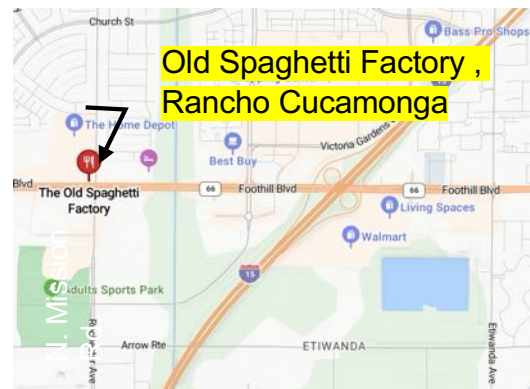 Church St
Bass Pro Shops
Old Spaghetti Factory ,
Rancho Cucamonga
The Home Depot
Victoria Gardens
Best Buy
Blvd
66
Foothill Blvd
66
Foothill Blvd
The Old Spaghetti
Factory
Living Spaces
Walmart
N. Mission
Adults Sports Park
15
Arrow Rte
ETIWANDA
Etiwanda Ave